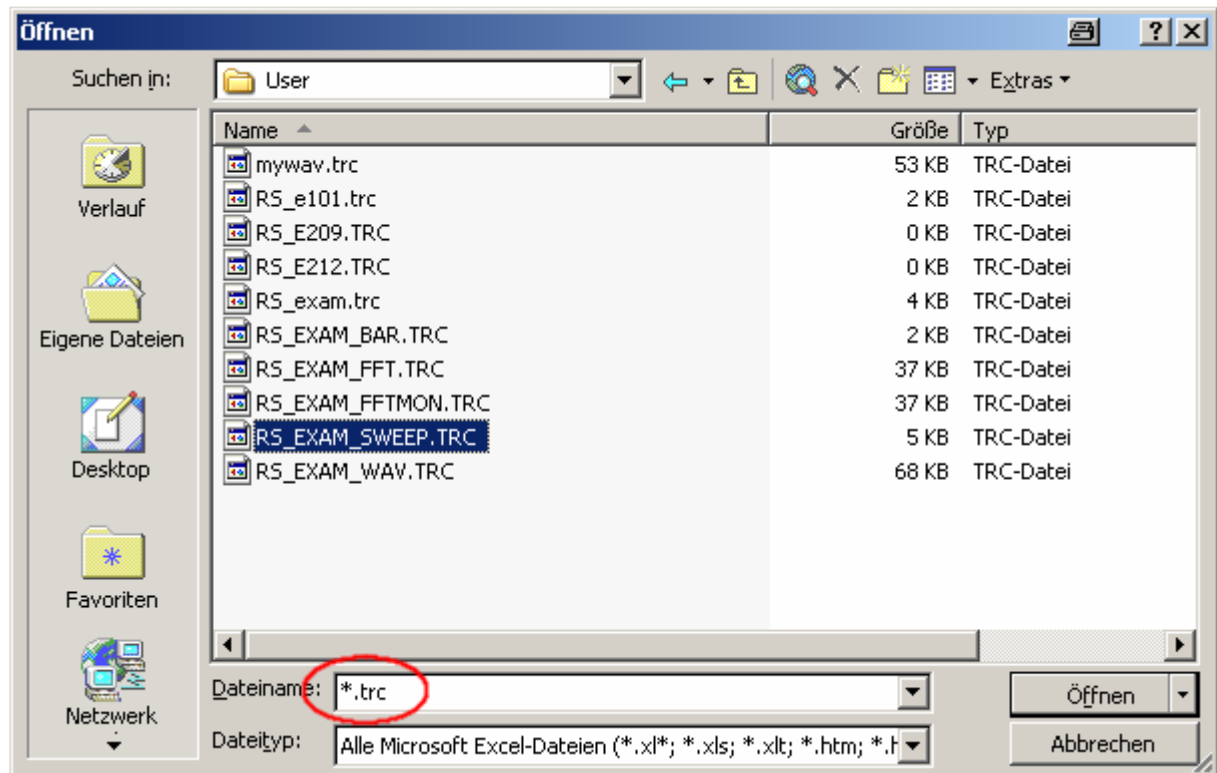 Öffnen
Suchen in: User Extras
Name Größe Typ
mywav.trc 53 KB TRC-Datei
RS_e101.trc 2 KB TRC-Datei
RS_E209.TRC 0 KB TRC-Datei
RS_E212.TRC 0 KB TRC-Datei
RS_exam.trc 4 KB TRC-Datei
RS_EXAM_BAR.TRC 2 KB TRC-Datei
RS_EXAM_FFT.TRC 37 KB TRC-Datei
RS_EXAM_FFTMON.TRC 37 KB TRC-Datei
RS_EXAM_SWEEP.TRC 5 KB TRC-Datei
RS_EXAM_WAV.TRC 68 KB TRC-Datei
Verlauf
Eigene Dateien
Desktop
Favoriten
Netzwerk
Dateiname: *.trc Öffnen
Dateityp: Alle Microsoft Excel-Dateien (*.xl*; *.xls; *.xlt; *.htm; *.h Abbrechen